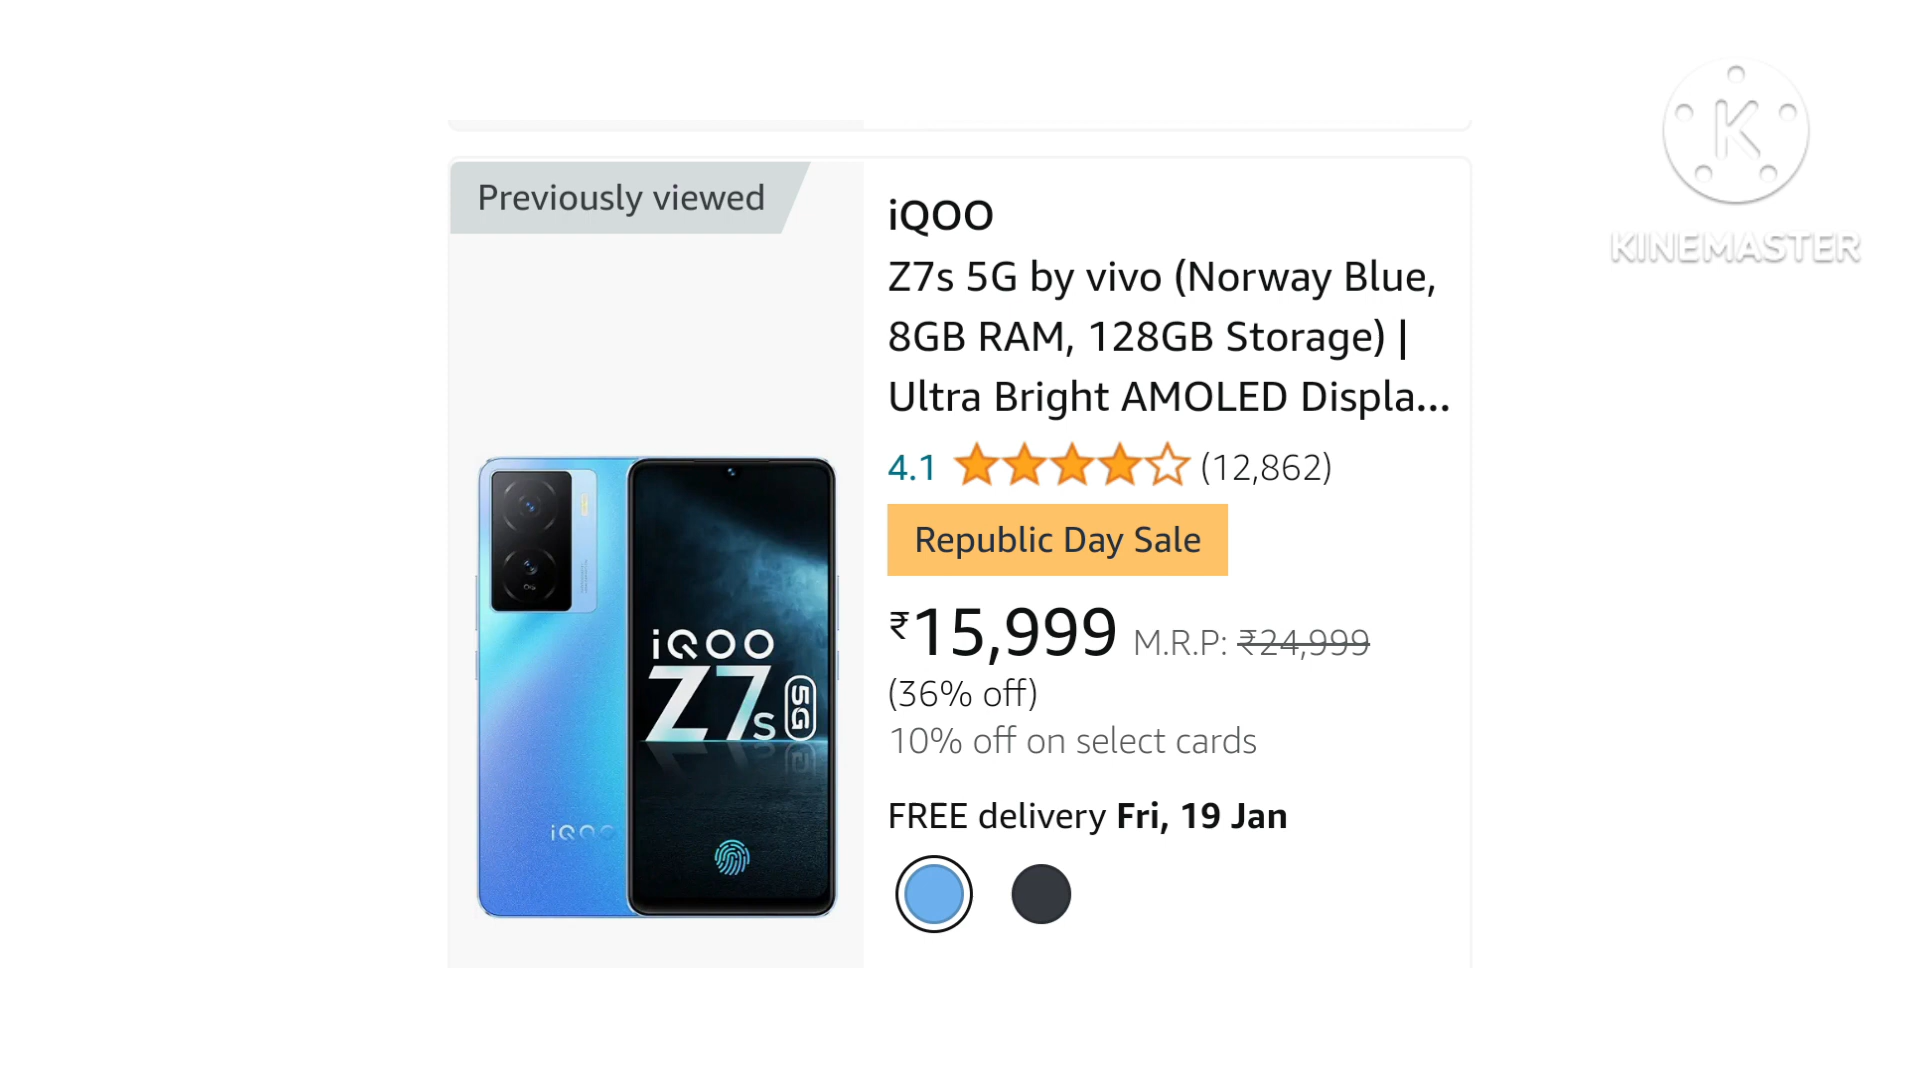 Previously viewed
iQOO
Z7s 5G by vivo (Norway Blue,
8GB RAM, 128GB Storage) |
Ultra Bright AMOLED Displa...
4.1 (12,862)
Republic Day Sale
₹15,999 M.R.P: ₹24,999
(36% off)
10% off on select cards
FREE delivery Fri, 19 Jan
iQOO
Z7s 5G
iQOO
K
KINEMASTER